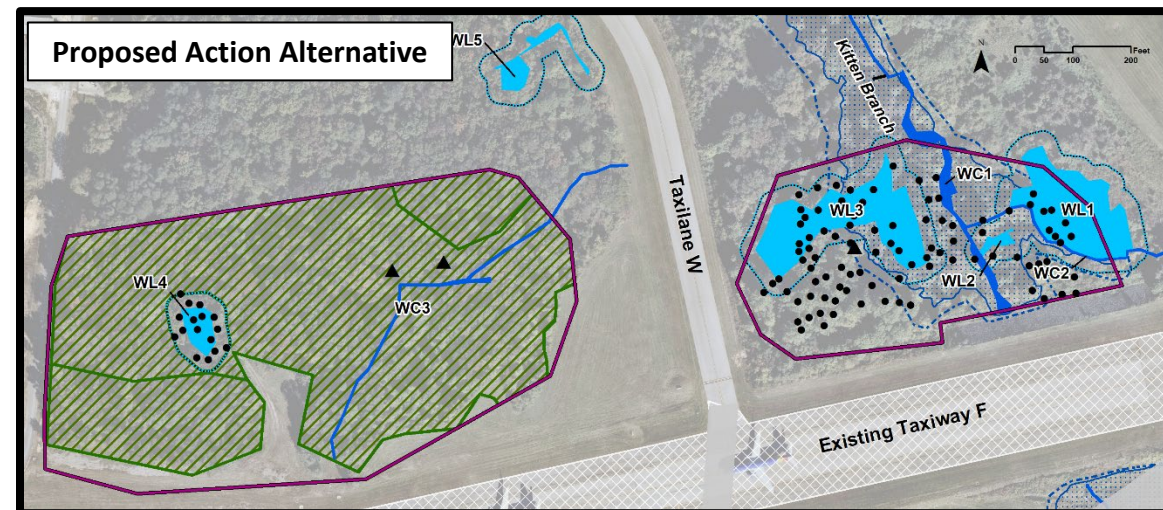 Proposed Action Alternative
WL5
N
Feet
0 50 100 200
Kitten Branch
WC1
WL1
WL3
Taxilane W
WL2
WC2
WL4
WC3
Existing Taxiway F